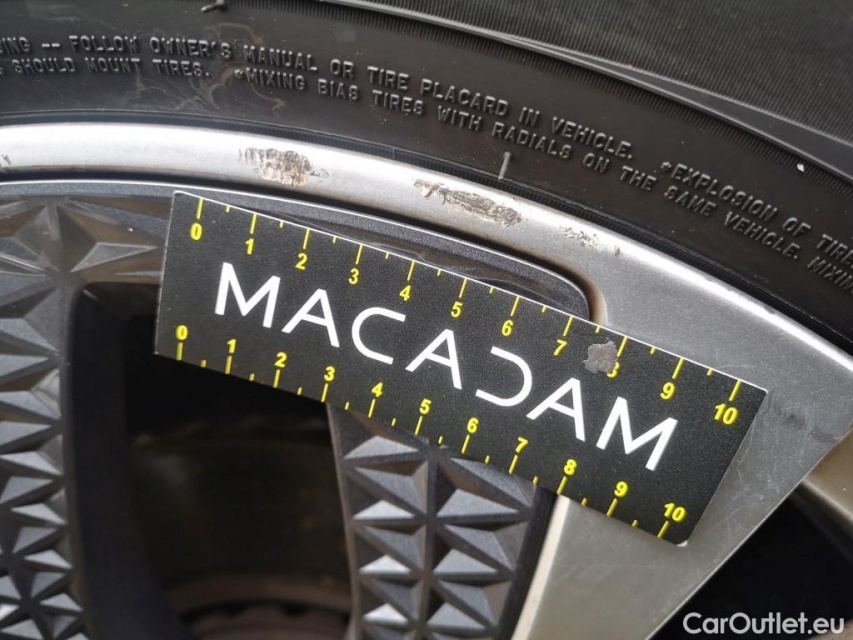 ING -- FOLLOW OWNER'S MANUAL OR TIRE PLACARD IN VEHICLE. *EXPLOSION OF TIRE
S SHOULD MOUNT TIRES. *MIXING BIAS TIRES WITH RADIALS ON THE SAME VEHICLE. MIXIN
0 1 2 3 4 5 6 7 8 9 10
MACADAM
0 1 2 3 4 5 6 7 8 9 10
CarOutlet.eu